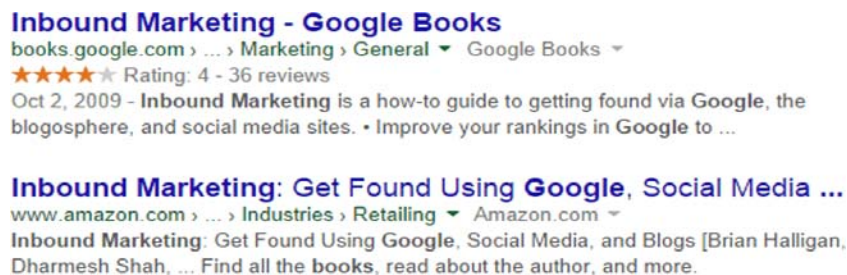 Inbound Marketing - Google Books
books.google.com › ... › Marketing › General ▼ Google Books ▼
★★★★★ Rating: 4 - 36 reviews
Oct 2, 2009 - Inbound Marketing is a how-to guide to getting found via Google, the
blogosphere, and social media sites. • Improve your rankings in Google to ...
Inbound Marketing: Get Found Using Google, Social Media ...
www.amazon.com › ... › Industries › Retailing ▼ Amazon.com ▼
Inbound Marketing: Get Found Using Google, Social Media, and Blogs [Brian Halligan,
Dharmesh Shah, ... Find all the books, read about the author, and more.